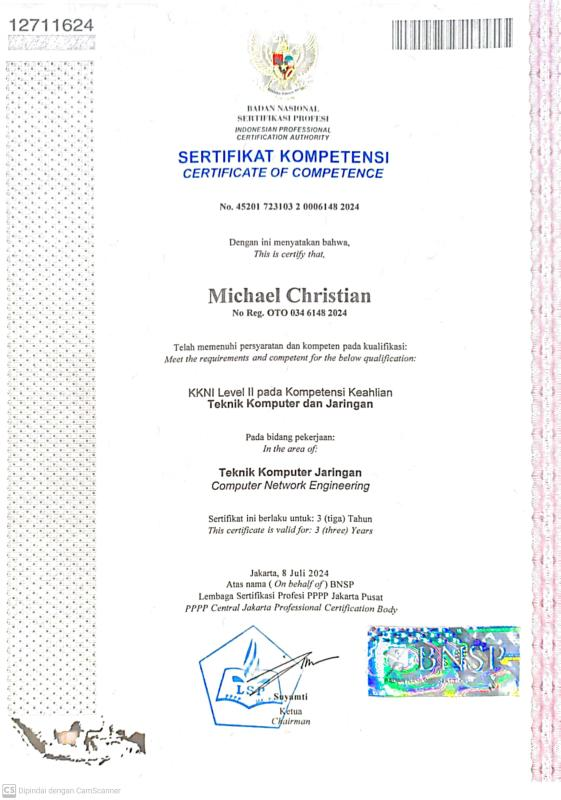 12711624
BADAN NASIONAL
SERTIFIKASI PROFESI
INDONESIAN PROFESSIONAL
CERTIFICATION AUTHORITY
SERTIFIKAT KOMPETENSI
CERTIFICATE OF COMPETENCE
No. 45201 723103 2 0006148 2024
Dengan ini menyatakan bahwa,
This is certify that,
Michael Christian
No Reg. OTO 034 6148 2024
Telah memenuhi persyaratan dan kompeten pada kualifikasi:
Meet the requirements and competent for the below qualification:
KKNI Level II pada Kompetensi Keahlian
Teknik Komputer dan Jaringan
Pada bidang pekerjaan:
In the area of:
Teknik Komputer Jaringan
Computer Network Engineering
Sertifikat ini berlaku untuk: 3 (tiga) Tahun
This certificate is valid for: 3 (three) Years
Jakarta, 8 Juli 2024
Atas nama ( On behalf of ) BNSP
Lembaga Sertifikasi Profesi PPPP Jakarta Pusat
PPPP Central Jakarta Professional Certification Body
LSP
BNSP
Suyamti
Ketua
Chairman
CS Dipindai dengan CamScanner